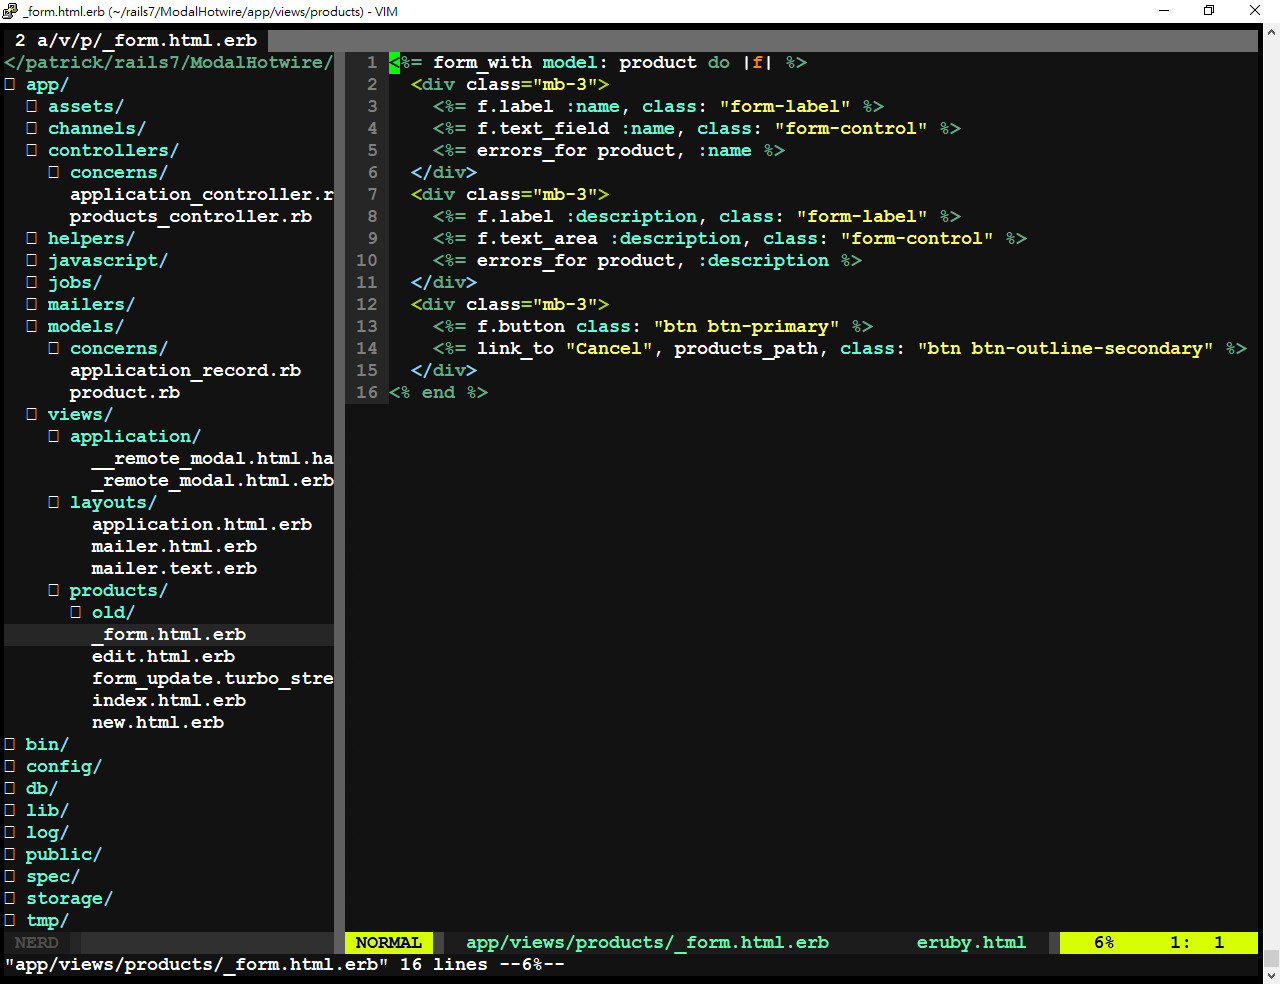 _form.html.erb (~/rails7/ModalHotwire/app/views/products) - VIM
2 a/v/p/_form.html.erb
</patrick/rails7/ModalHotwire/
app/
assets/
channels/
controllers/
concerns/
application_controller.r
products_controller.rb
helpers/
javascript/
jobs/
mailers/
models/
concerns/
application_record.rb
product.rb
views/
application/
__remote_modal.html.ha
_remote_modal.html.erb
layouts/
application.html.erb
mailer.html.erb
mailer.text.erb
products/
old/
_form.html.erb
edit.html.erb
form_update.turbo_stre
index.html.erb
new.html.erb
bin/
config/
db/
lib/
log/
public/
spec/
storage/
tmp/
NERD
1 <%= form_with model: product do |f| %>
2 <div class="mb-3">
3 <%= f.label :name, class: "form-label" %>
4 <%= f.text_field :name, class: "form-control" %>
5 <%= errors_for product, :name %>
6 </div>
7 <div class="mb-3">
8 <%= f.label :description, class: "form-label" %>
9 <%= f.text_area :description, class: "form-control" %>
10 <%= errors_for product, :description %>
11 </div>
12 <div class="mb-3">
13 <%= f.button class: "btn btn-primary" %>
14 <%= link_to "Cancel", products_path, class: "btn btn-outline-secondary" %>
15 </div>
16 <% end %>
NORMAL app/views/products/_form.html.erb eruby.html 6% 1: 1
"app/views/products/_form.html.erb" 16 lines --6%--